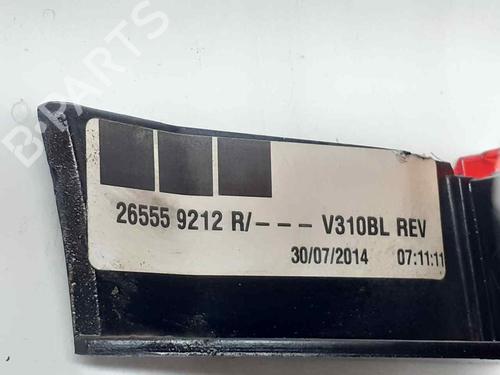 B-PARTS
26555 9212 R/--- V310BL REV
30/07/2014 07:11:11